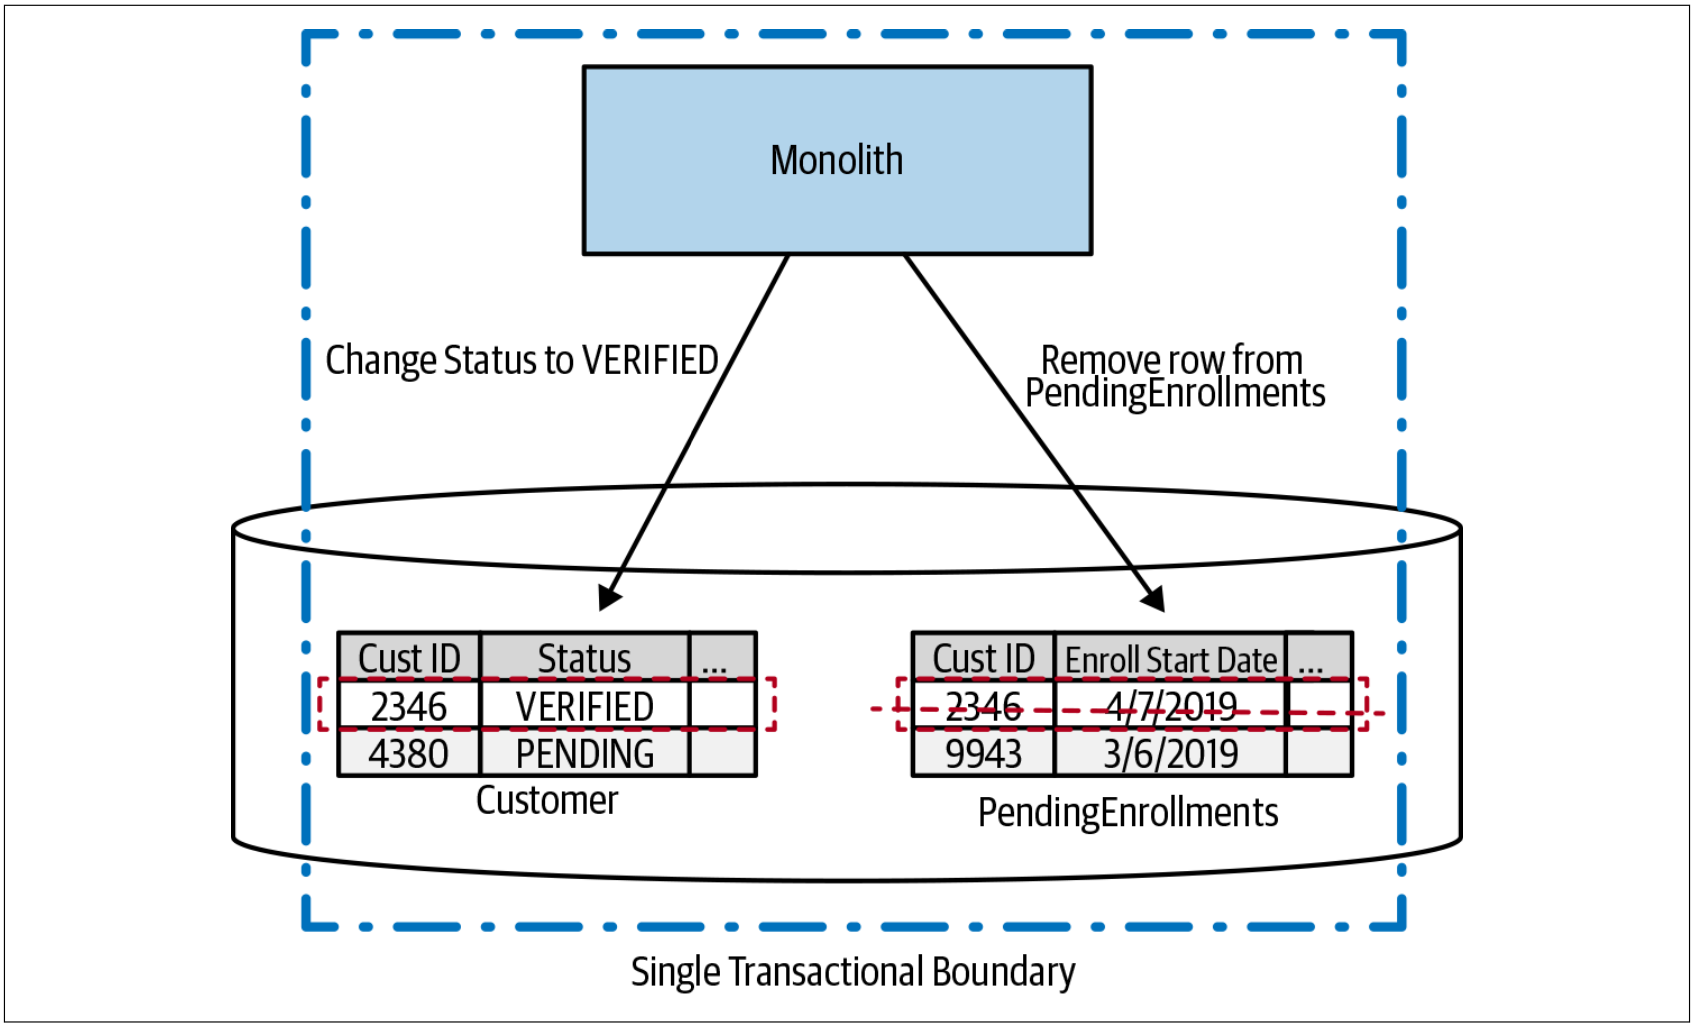 Monolith
Change Status to VERIFIED
Remove row from
PendingEnrollments
Cust ID Status ...
2346 VERIFIED
4380 PENDING
Customer
Cust ID Enroll Start Date ...
2346 4/7/2019
9943 3/6/2019
PendingEnrollments
Single Transactional Boundary